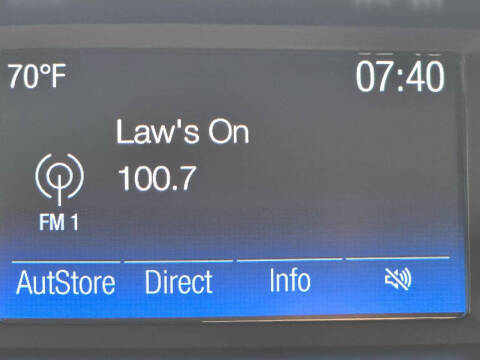 70°F 07:40
Law's On
100.7
FM 1
AutStore Direct Info